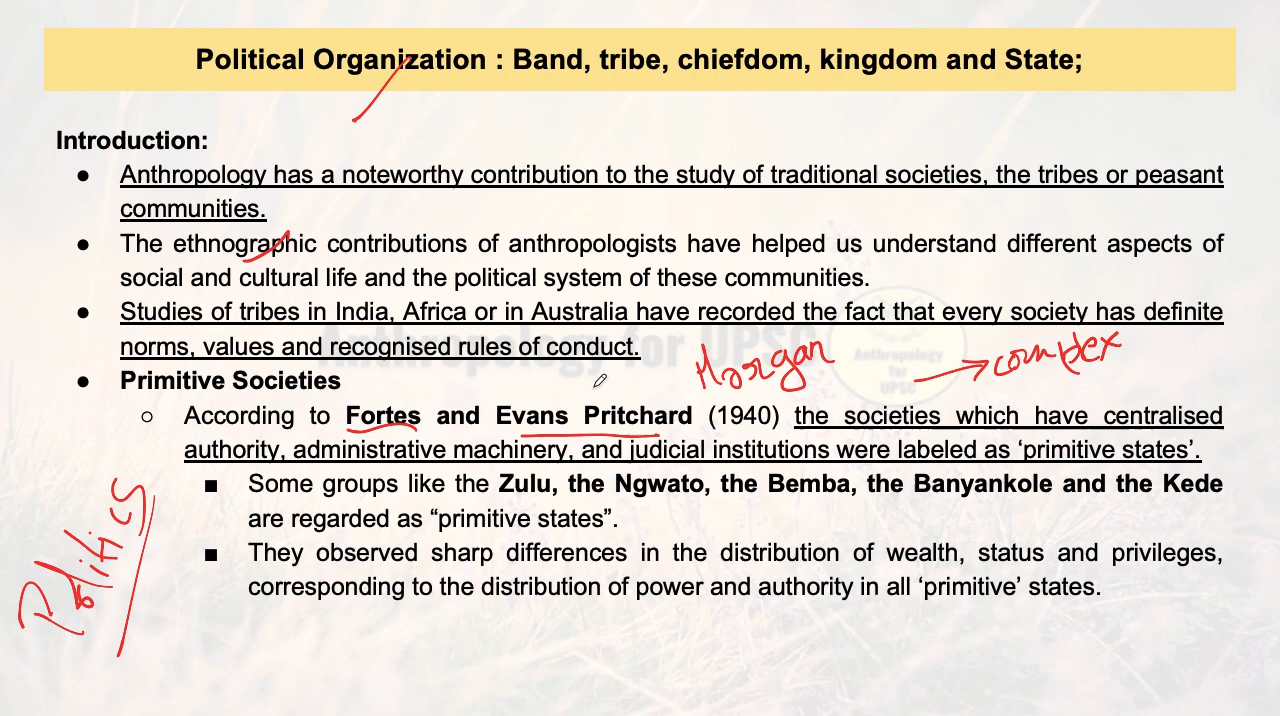 Political Organization : Band, tribe, chiefdom, kingdom and State;
Introduction:
● Anthropology has a noteworthy contribution to the study of traditional societies, the tribes or peasant
communities.
● The ethnographic contributions of anthropologists have helped us understand different aspects of
social and cultural life and the political system of these communities.
● Studies of tribes in India, Africa or in Australia have recorded the fact that every society has definite
norms, values and recognised rules of conduct.
Anthropology for UPSC
Anthropology
for
UPSC
Morgan
→ complex
● Primitive Societies
○ According to Fortes and Evans Pritchard (1940) the societies which have centralised
authority, administrative machinery, and judicial institutions were labeled as ‘primitive states’.
■ Some groups like the Zulu, the Ngwato, the Bemba, the Banyankole and the Kede
are regarded as “primitive states”.
■ They observed sharp differences in the distribution of wealth, status and privileges,
corresponding to the distribution of power and authority in all ‘primitive’ states.
Politics